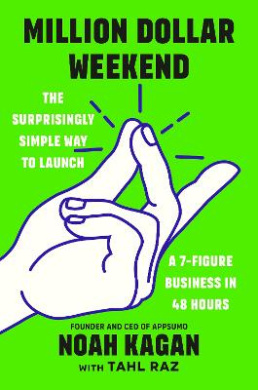 MILLION DOLLAR
WEEKEND
THE
SURPRISINGLY
SIMPLE WAY
TO LAUNCH
A 7-FIGURE
BUSINESS IN
48 HOURS
FOUNDER AND CEO OF APPSUMO
NOAH KAGAN
WITH TAHL RAZ